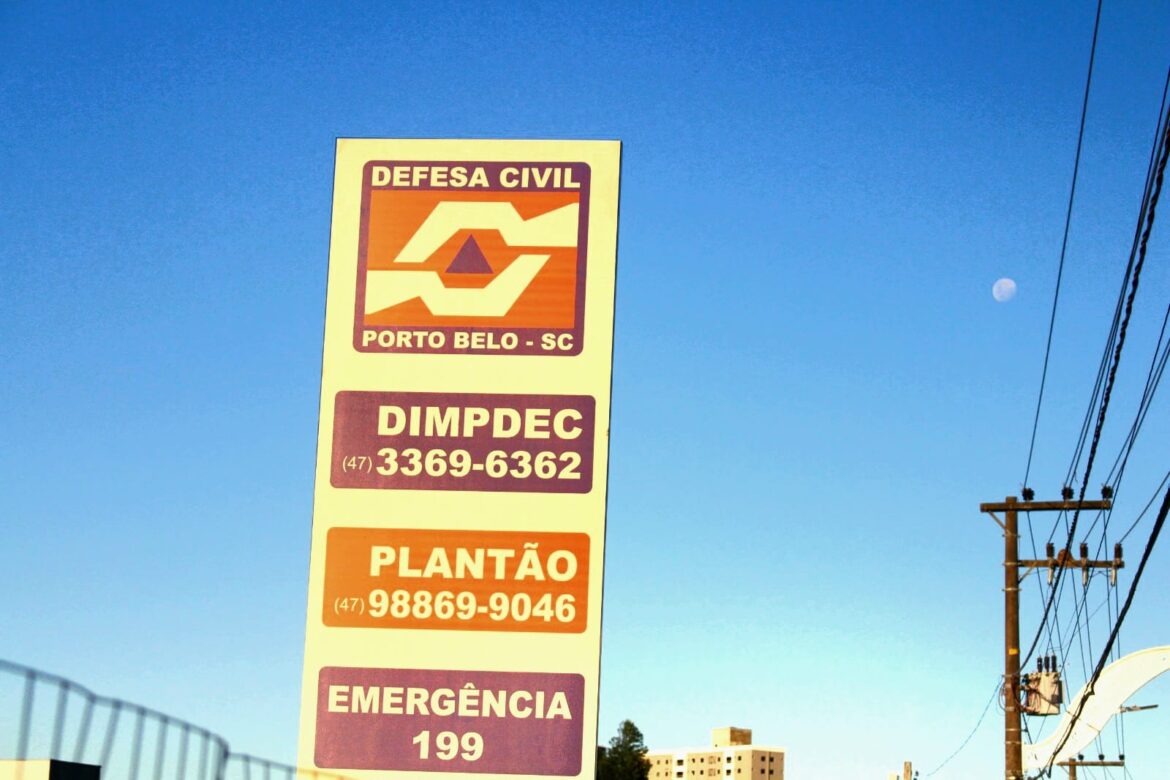 DEFESA CIVIL
PORTO BELO - SC
DIMPDEC
(47) 3369-6362
PLANTÃO
(47) 98869-9046
EMERGÊNCIA
199